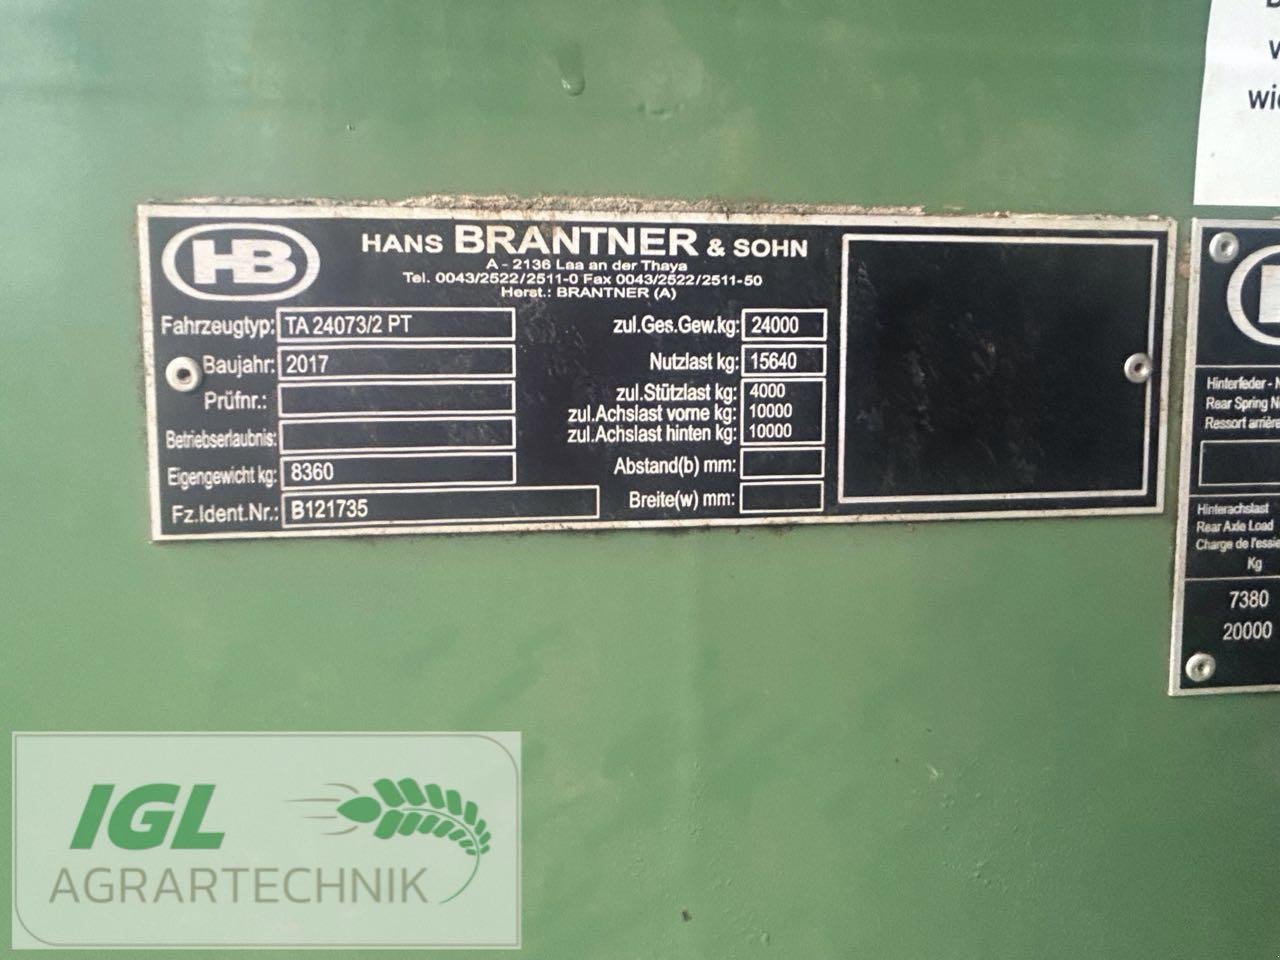 HB
HANS BRANTNER & SOHN
A - 2136 Laa an der Thaya
Tel. 0043/2522/2511-0 Fax 0043/2522/2511-50
Herst.: BRANTNER (A)
Fahrzeugtyp: TA 24073/2 PT
Baujahr: 2017
Prüfnr.:
Betriebserlaubnis:
Eigengewicht kg: 8360
Fz.Ident.Nr.: B121735
zul.Ges.Gew.kg: 24000
Nutzlast kg: 15640
zul.Stützlast kg: 4000
zul.Achslast vorne kg: 10000
zul.Achslast hinten kg: 10000
Abstand(b) mm:
Breite(w) mm:
Hinterfeder -
Rear Spring
Ressort arrière
Hinterachslast
Rear Axle Load
Charge de l'essie
Kg
7380
20000
IGL
AGRARTECHNIK